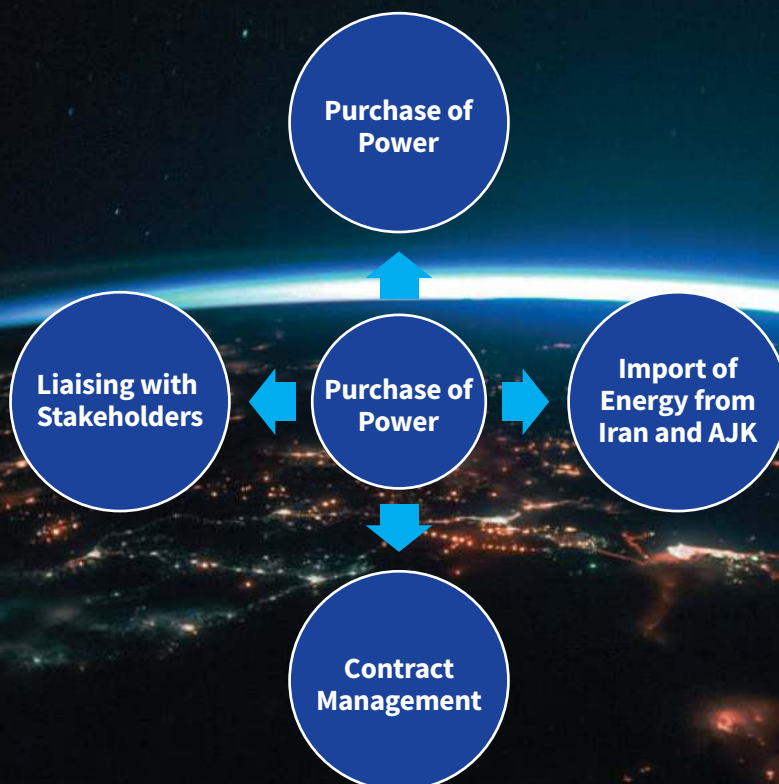 Purchase of
Power
Liaising with
Stakeholders
Purchase of
Power
Import of
Energy from
Iran and AJK
Contract
Management